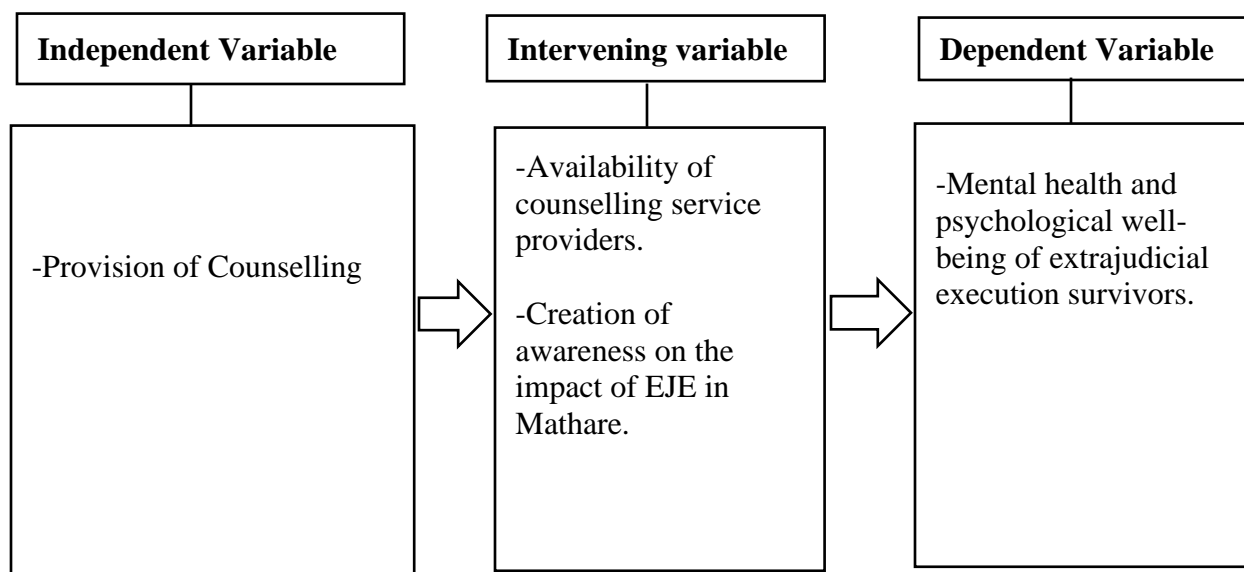 Independent Variable
Intervening variable
Dependent Variable
-Provision of Counselling
-Availability of
counselling service
providers.
-Creation of
awareness on the
impact of EJE in
Mathare.
-Mental health and
psychological well-
being of extrajudicial
execution survivors.